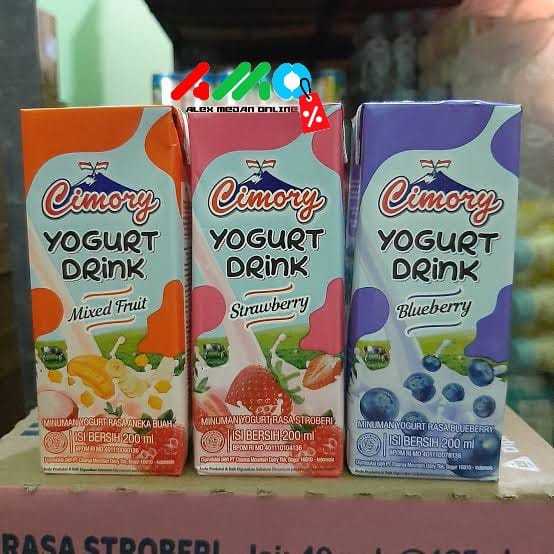 AMO
ALEX MEDAN ONLINE
%
Cimory
YOGURT
DRINK
Mixed Fruit
MINUMAN YOGURT RASA ANEKA BUAH
ISI BERSIH 200 ml
Cimory
YOGURT
DRINK
Strawberry
MINUMAN YOGURT RASA STROBERI
ISI BERSIH 200 ml
Cimory
YOGURT
DRINK
Blueberry
MINUMAN YOGURT RASA BLUEBERRY
ISI BERSIH 200 ml
RASA STROBERI